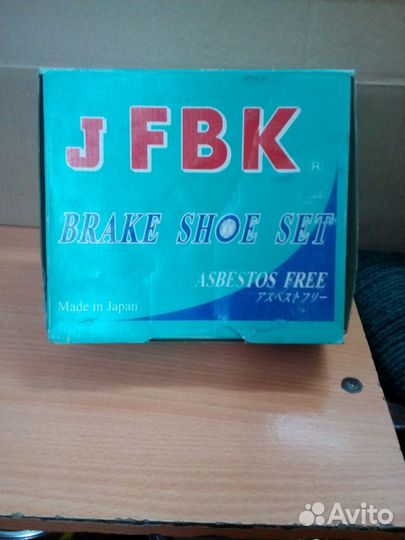 JFBK
R
BRAKE SHOE SET
ASBESTOS FREE
アスベストフリー
Made in Japan
Avito